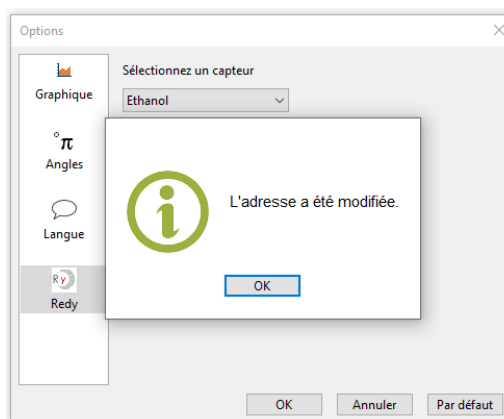 Options
Graphique
Sélectionnez un capteur
Ethanol
°π
Angles
L'adresse a été modifiée.
Langue
OK
Ry
Redy
OK Annuler Par défaut